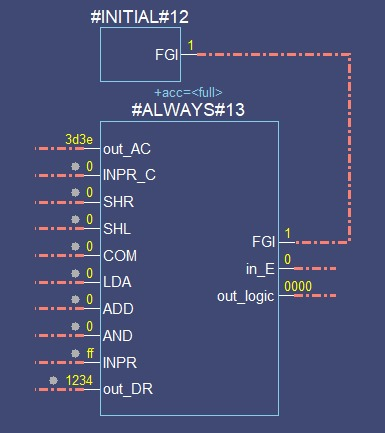 #INITIAL#12
FGI 1
+acc=<full>
#ALWAYS#13
3d3e out_AC
0 INPR_C
0 SHR
0 SHL
0 COM
0 LDA
0 ADD
0 AND
ff INPR
1234 out_DR
FGI 1
in_E 0
out_logic 0000